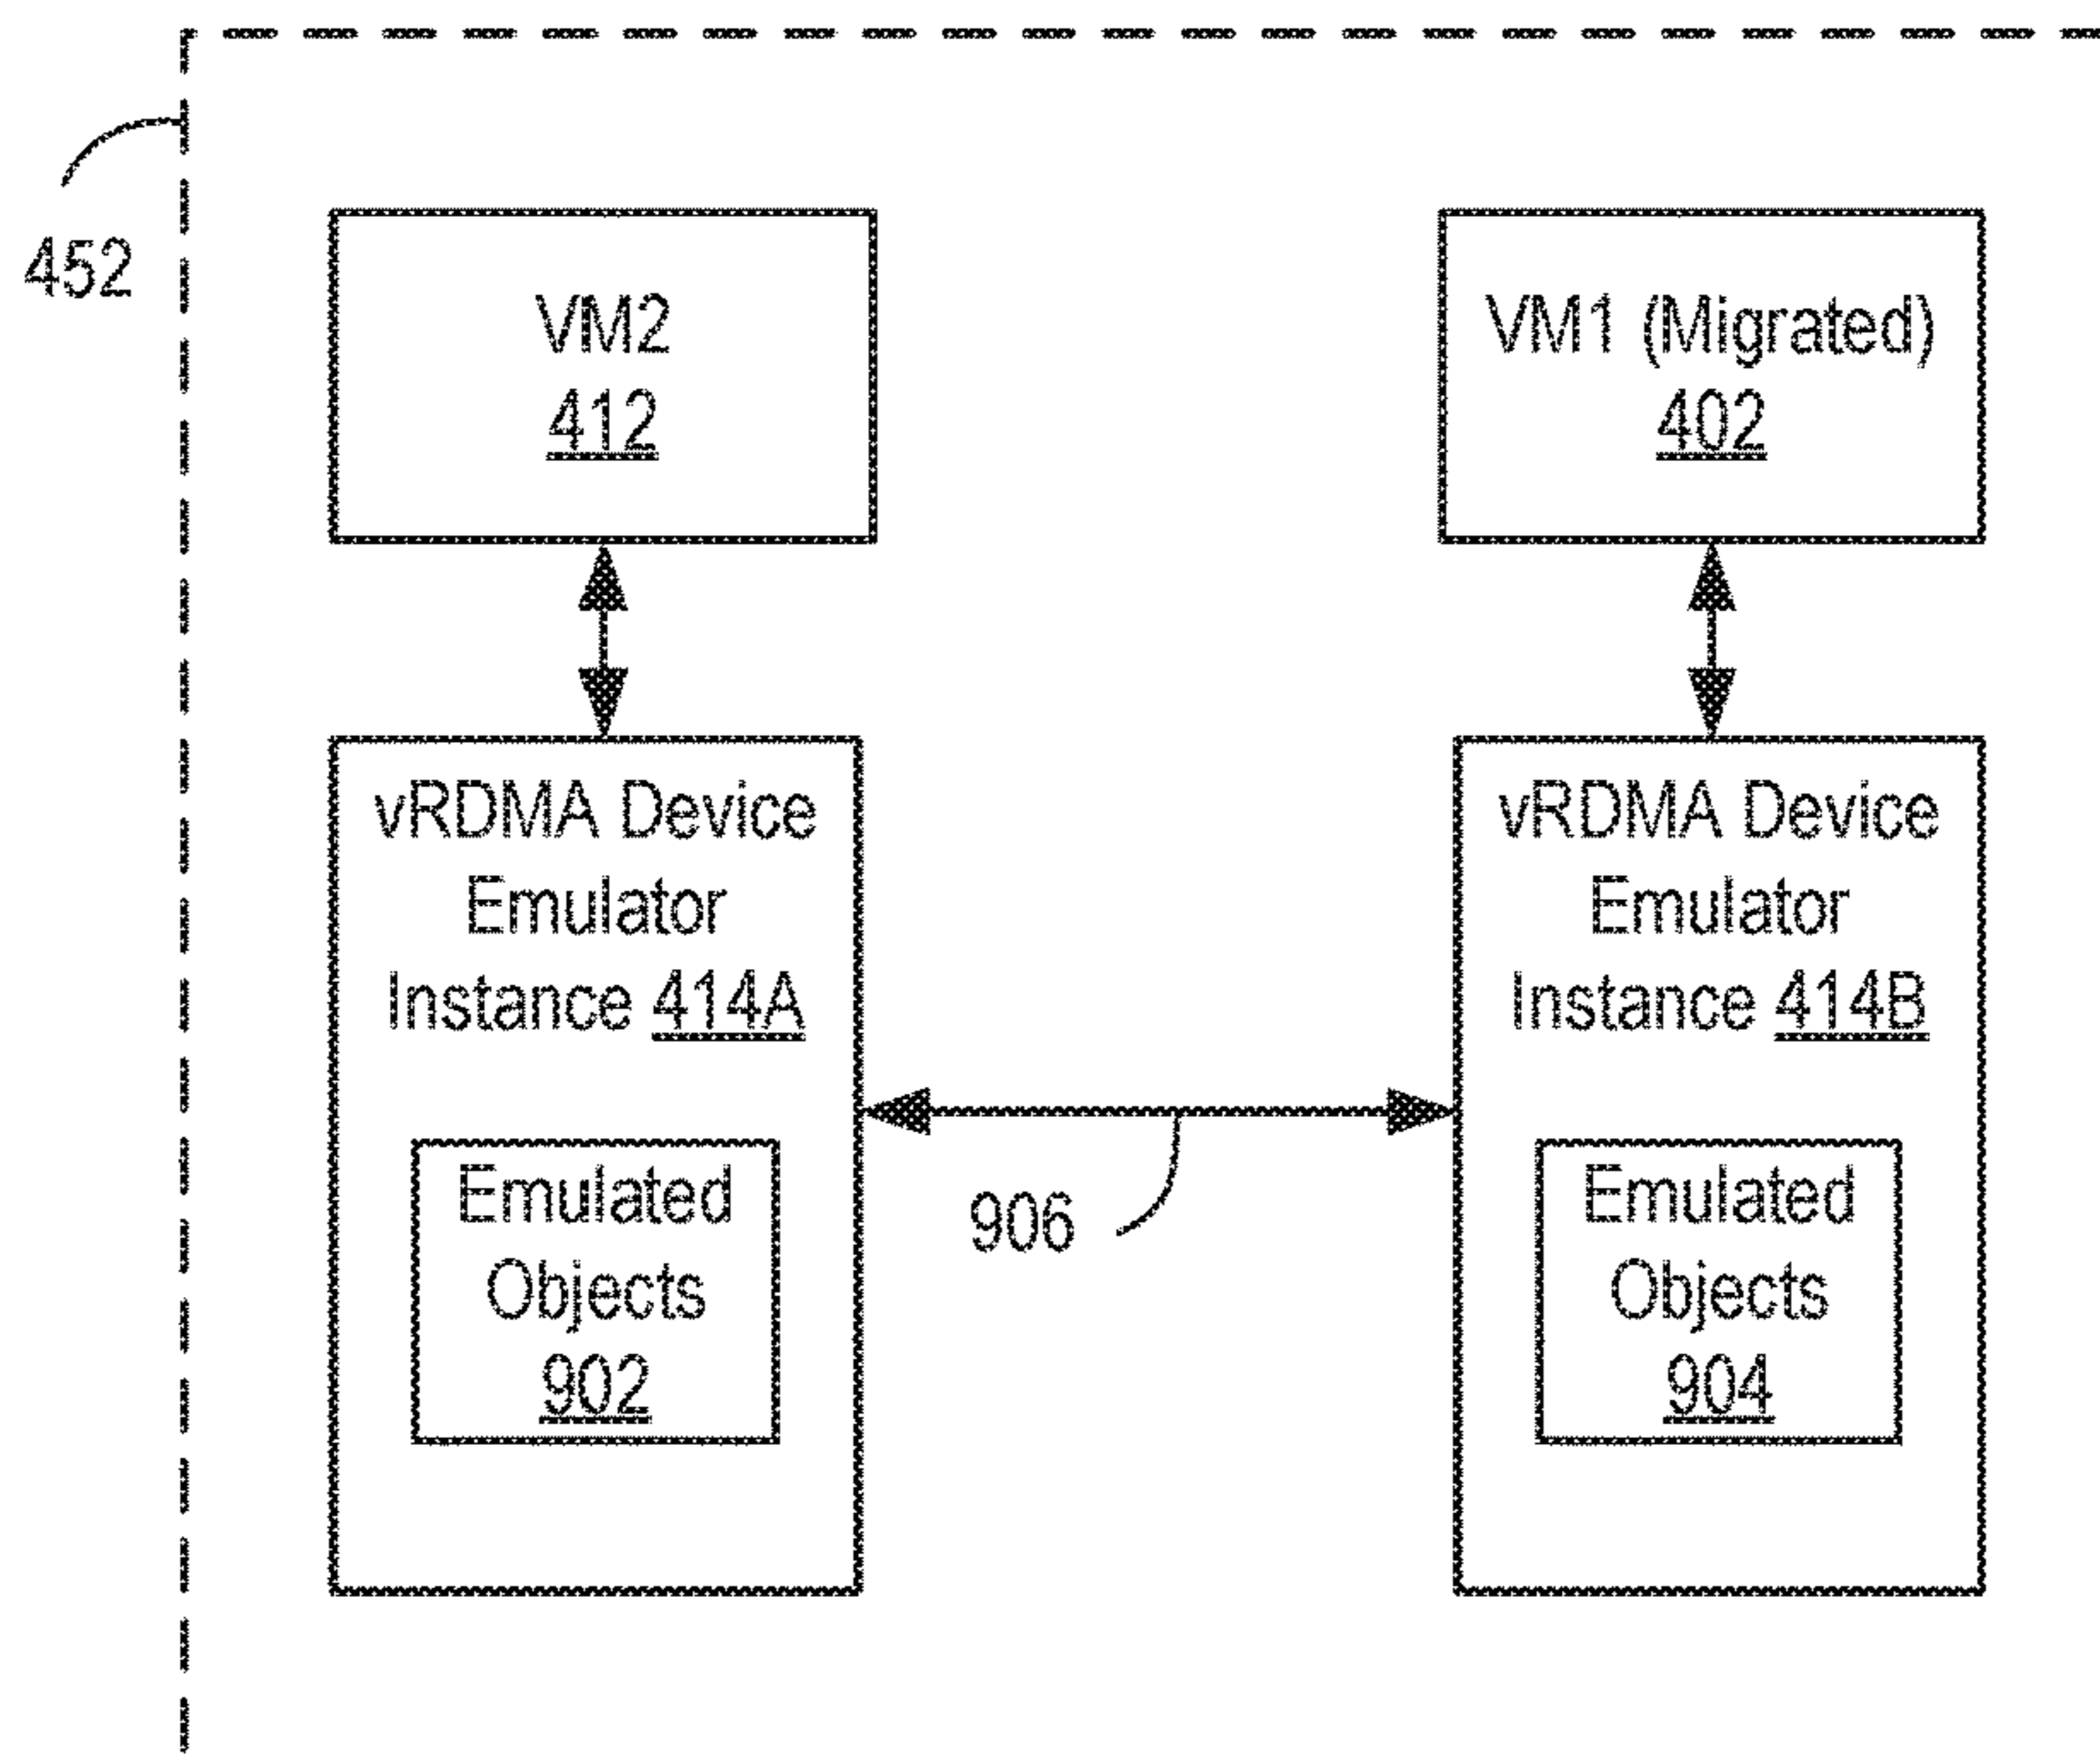 452
VM2
412
VM1 (Migrated)
402
vRDMA Device
Emulator
Instance 414A
Emulated
Objects
902
906
vRDMA Device
Emulator
Instance 414B
Emulated
Objects
904